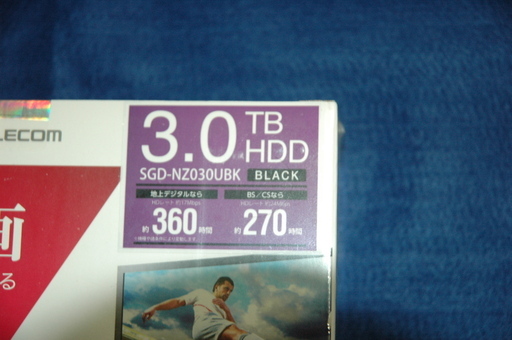 LECOM
3.0 TB
HDD
SGD-NZ030UBK BLACK
地上デジタルなら
BS/CSなら
約360時間
約270時間
画
る